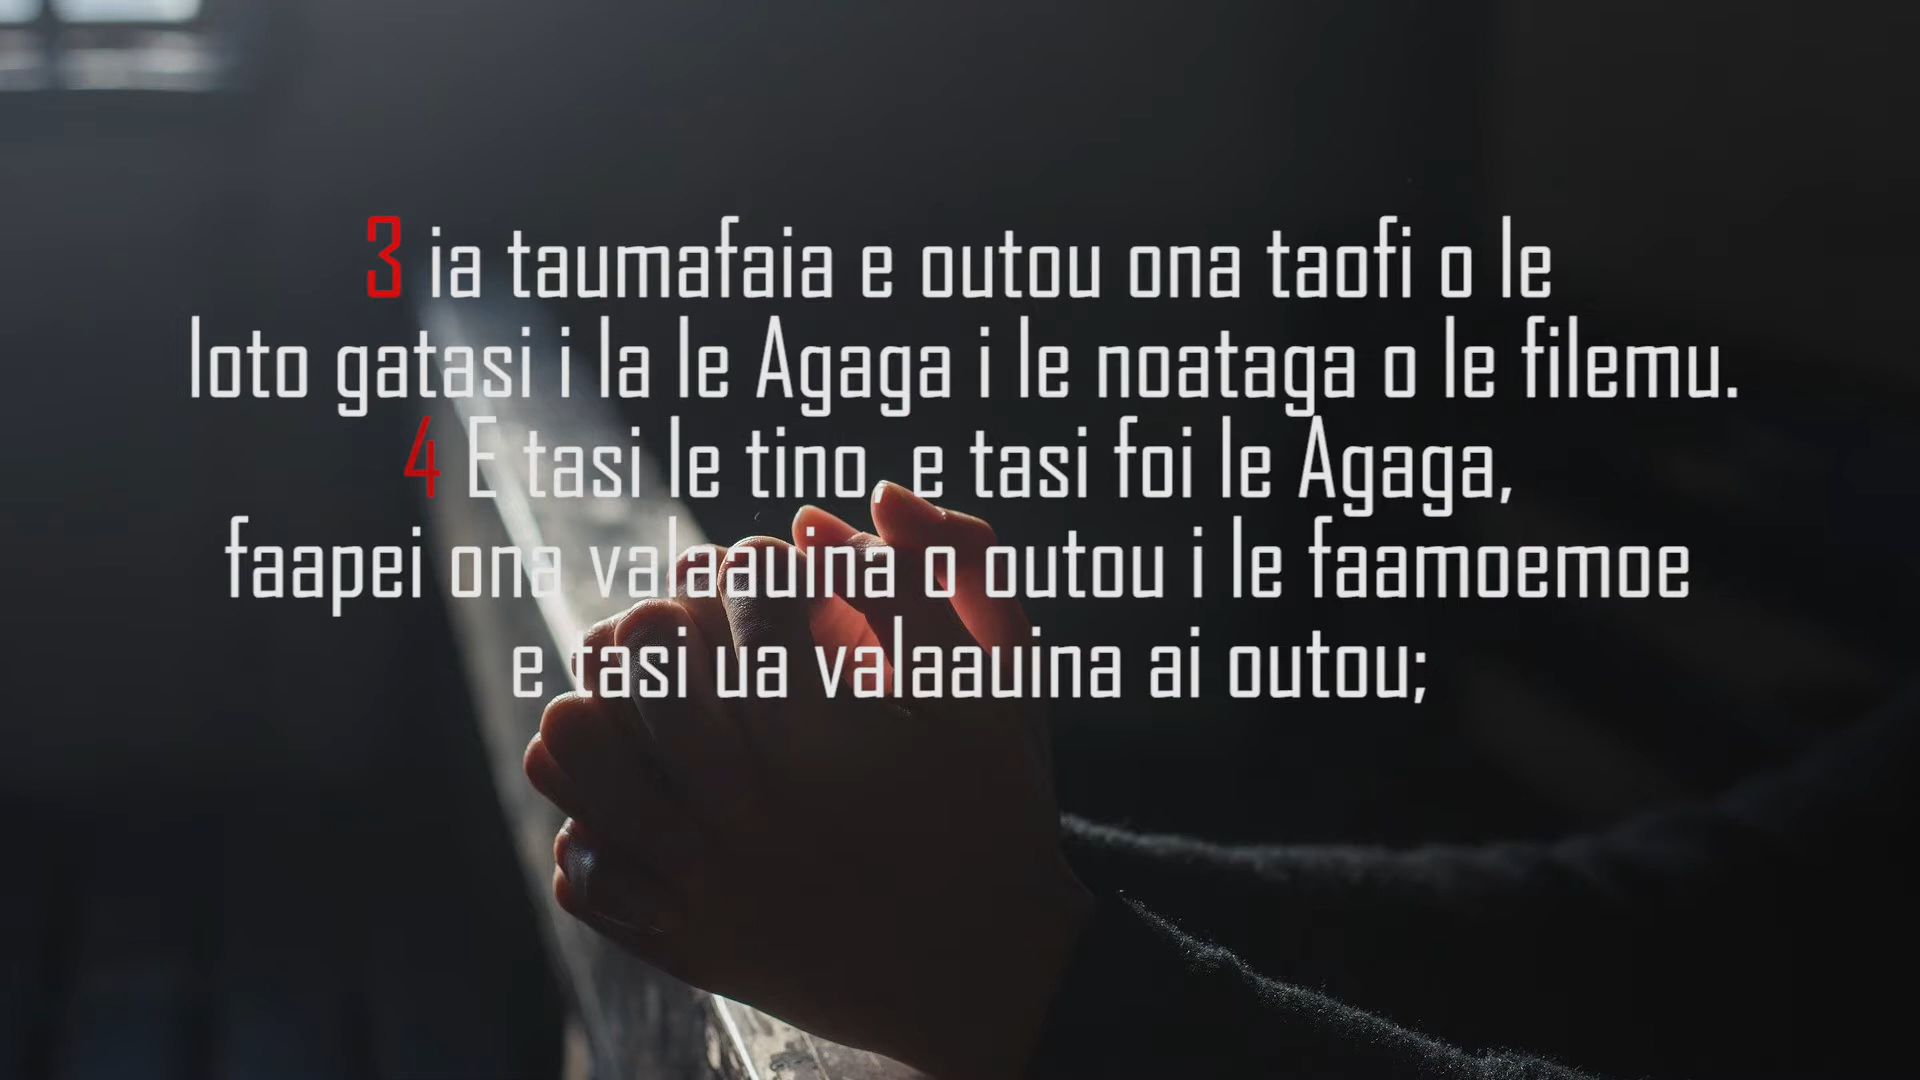 3 ia taumafaia e outou ona taofi o le
loto gatasi i la le Agaga i le noataga o le filemu.
4 E tasi le tino, e tasi foi le Agaga,
faapei ona valaauina o outou i le faamoemoe
e tasi ua valaauina ai outou;